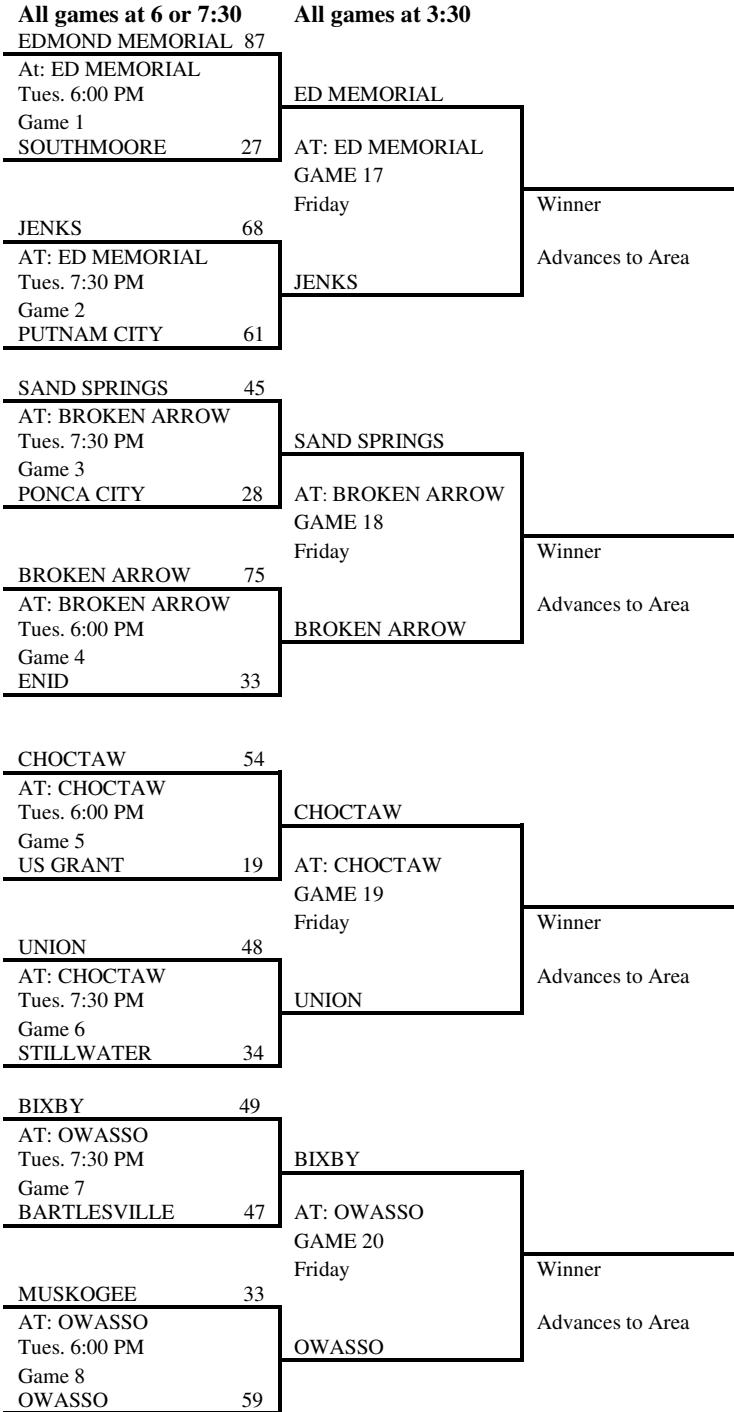 All games at 6 or 7:30 All games at 3:30
EDMOND MEMORIAL 87
At: ED MEMORIAL
Tues. 6:00 PM ED MEMORIAL
Game 1
SOUTHMOORE 27 AT: ED MEMORIAL
GAME 17
Friday Winner
JENKS 68
AT: ED MEMORIAL Advances to Area
Tues. 7:30 PM JENKS
Game 2
PUTNAM CITY 61
SAND SPRINGS 45
AT: BROKEN ARROW
Tues. 7:30 PM SAND SPRINGS
Game 3
PONCA CITY 28 AT: BROKEN ARROW
GAME 18
Friday Winner
BROKEN ARROW 75
AT: BROKEN ARROW Advances to Area
Tues. 6:00 PM BROKEN ARROW
Game 4
ENID 33
CHOCTAW 54
AT: CHOCTAW
Tues. 6:00 PM CHOCTAW
Game 5
US GRANT 19 AT: CHOCTAW
GAME 19
Friday Winner
UNION 48
AT: CHOCTAW Advances to Area
Tues. 7:30 PM UNION
Game 6
STILLWATER 34
BIXBY 49
AT: OWASSO
Tues. 7:30 PM BIXBY
Game 7
BARTLESVILLE 47 AT: OWASSO
GAME 20
Friday Winner
MUSKOGEE 33
AT: OWASSO Advances to Area
Tues. 6:00 PM OWASSO
Game 8
OWASSO 59